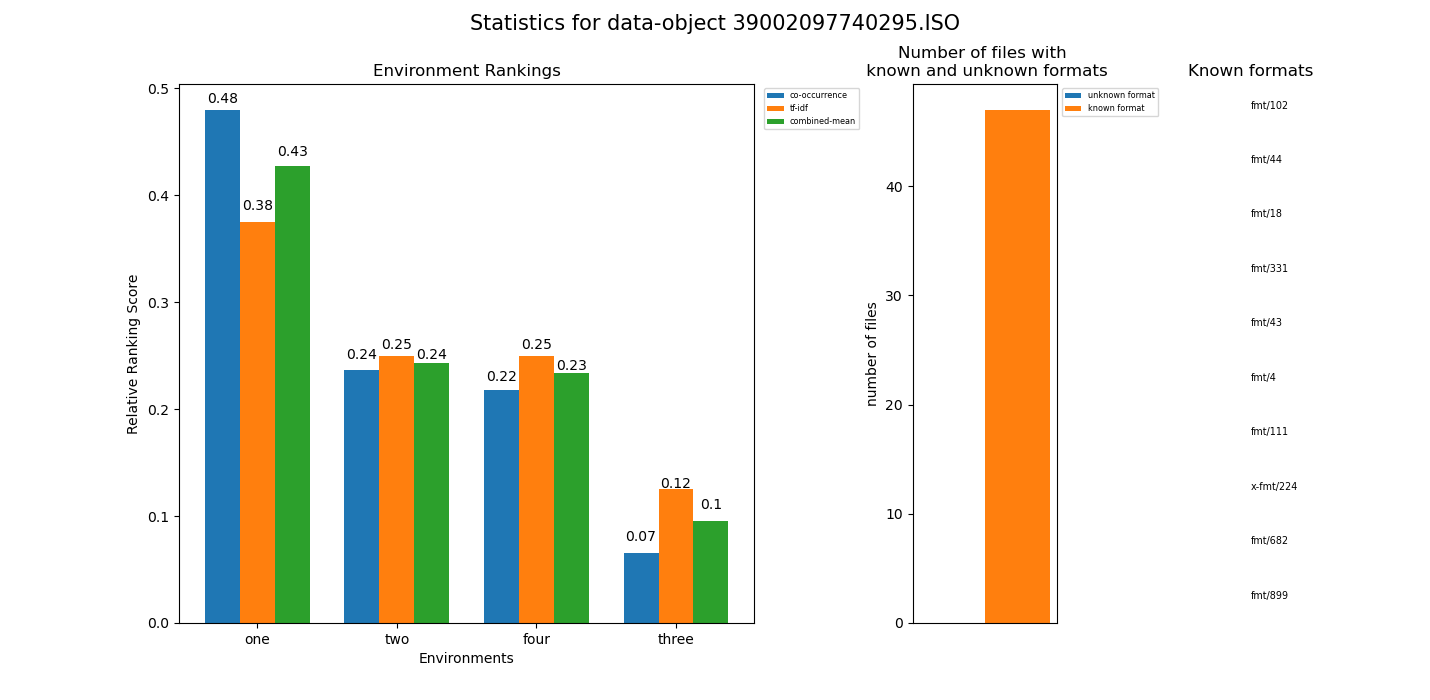 Statistics for data-object 39002097740295.ISO
Environment Rankings
0.5
0.4
0.3
0.2
0.1
0.0
Relative Ranking Score
0.48
0.38
0.43
0.24
0.25
0.24
0.22
0.25
0.23
0.07
0.12
0.1
one
two
four
three
Environments
co-occurrence
tf-idf
combined-mean
Number of files with
known and unknown formats
40
30
20
10
0
number of files
unknown format
known format
Known formats
fmt/102
fmt/44
fmt/18
fmt/331
fmt/43
fmt/4
fmt/111
x-fmt/224
fmt/682
fmt/899